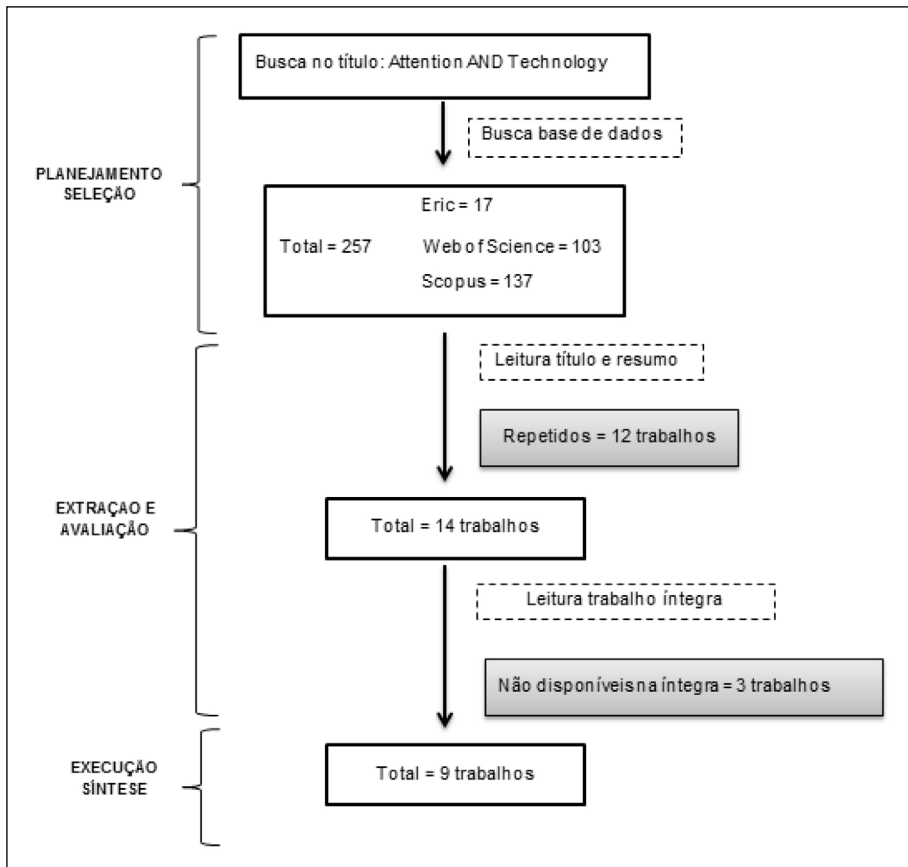 Busca no título: Attention AND Technology
Busca base de dados
PLANEJAMENTO
SELEÇÃO
Eric = 17
Total = 257 Web of Science = 103
Scopus = 137
Leitura título e resumo
Repetidos = 12 trabalhos
EXTRAÇAO E
AVALIAÇÃO
Total = 14 trabalhos
Leitura trabalho íntegra
Não disponíveis na íntegra = 3 trabalhos
EXECUÇÃO
SÍNTESE
Total = 9 trabalhos